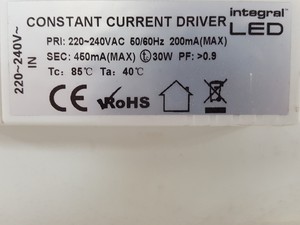 CONSTANT CURRENT DRIVER
integral
LED
PRI: 220~240VAC 50/60Hz 200mA(MAX)
SEC: 450mA(MAX) t 30W PF: >0.9
Tc: 85℃ Ta: 40℃
220~240V~
IN
CE RoHS